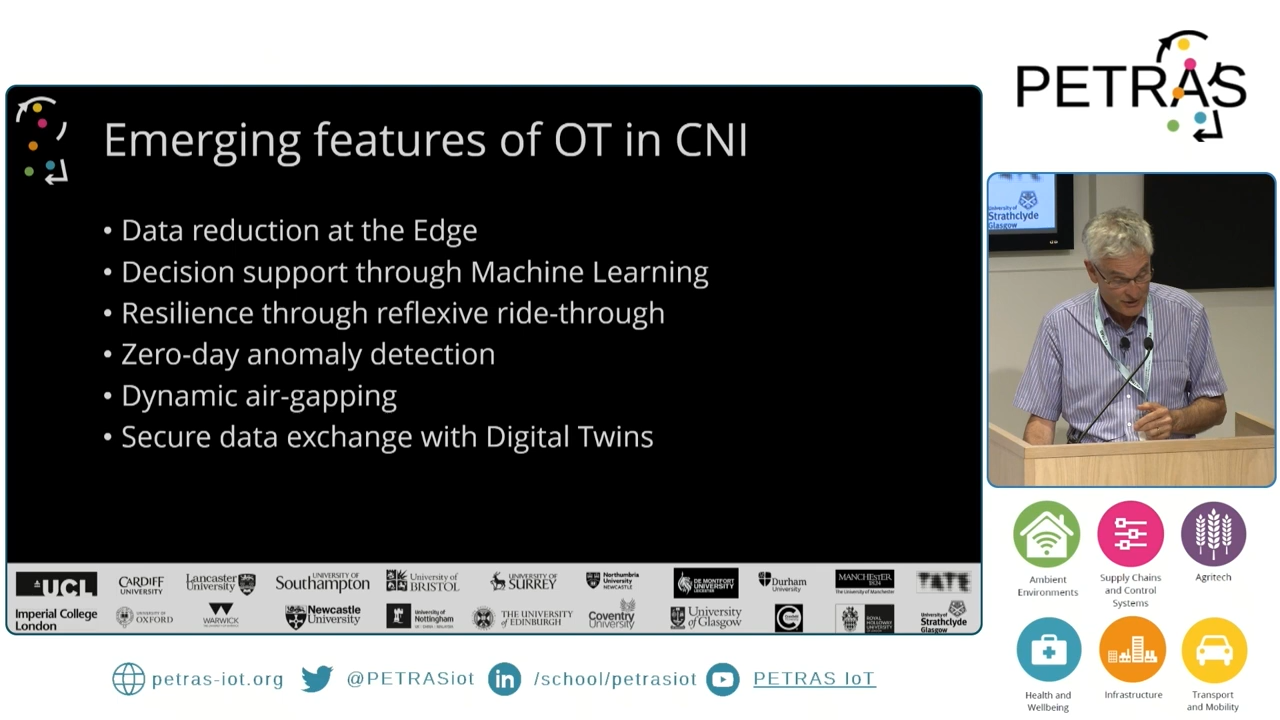 PETRAS
Emerging features of OT in CNI
• Data reduction at the Edge
• Decision support through Machine Learning
• Resilience through reflexive ride-through
• Zero-day anomaly detection
• Dynamic air-gapping
• Secure data exchange with Digital Twins
University of
Strathclyde
Glasgow
UCL
CARDIFF
UNIVERSITY
Lancaster
University
UNIVERSITY OF
Southampton
University of
BRISTOL
UNIVERSITY OF
SURREY
Northumbria
University
NEWCASTLE
DE MONTFORT
UNIVERSITY
LEICESTER
Durham
University
MANCHESTER
1824
The University of Manchester
TATE
Imperial College
London
UNIVERSITY OF
OXFORD
WARWICK
Newcastle
University
University of
Nottingham
THE UNIVERSITY
of EDINBURGH
Coventry
University
University
of Glasgow
ROYAL
HOLLOWAY
UNIVERSITY
University of
Strathclyde
Glasgow
Ambient
Environments
Supply Chains
and Control
Systems
Agritech
Health and
Wellbeing
Infrastructure
Transport
and Mobility
petras-iot.org
@PETRASiot
in
/school/petrasiot
PETRAS IoT